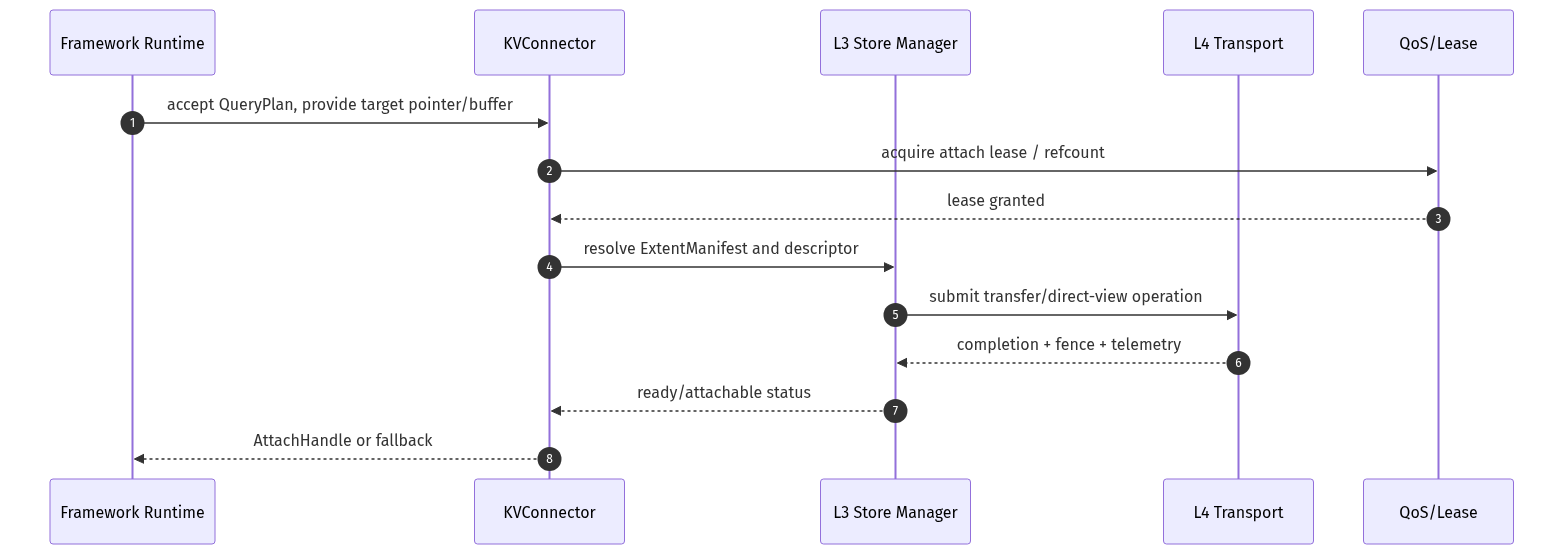 Framework Runtime
KVConnector
L3 Store Manager
L4 Transport
QoS/Lease
accept QueryPlan, provide target pointer/buffer
1
acquire attach lease / refcount
2
lease granted
3
resolve ExtentManifest and descriptor
4
submit transfer/direct-view operation
5
completion + fence + telemetry
6
ready/attachable status
7
AttachHandle or fallback
8
Framework Runtime
KVConnector
L3 Store Manager
L4 Transport
QoS/Lease